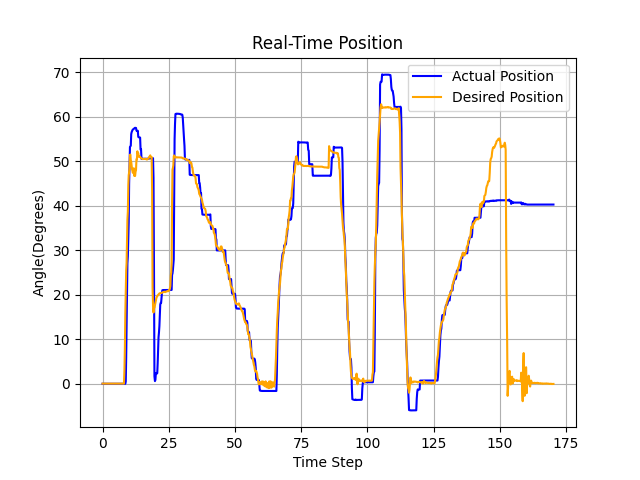 Real-Time Position
Actual Position
Desired Position
70
60
50
40
30
20
10
0
Angle(Degrees)
0 25 50 75 100 125 150 175
Time Step